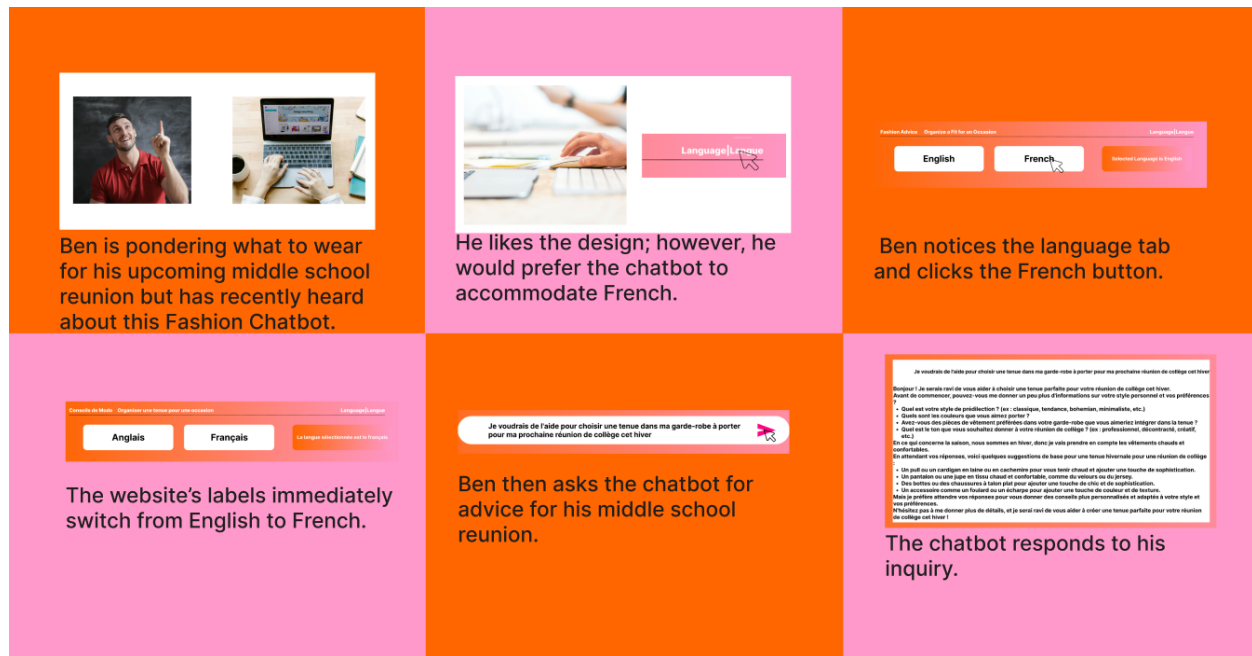 Ben is pondering what to wear
for his upcoming middle school
reunion but has recently heard
about this Fashion Chatbot.
Language|Langue
He likes the design; however, he
would prefer the chatbot to
accommodate French.
Fashion Advice Organize a Fit for an Occasion Language|Langue
English French Selected Language is English
Ben notices the language tab
and clicks the French button.
Conseils de Mode Organiser une tenue pour une occasion Language|Langue
Anglais Français La langue sélectionnée est le français
The website’s labels immediately
switch from English to French.
Je voudrais de l'aide pour choisir une tenue dans ma garde-robe à porter
pour ma prochaine réunion de collège cet hiver
Ben then asks the chatbot for
advice for his middle school
reunion.
Je voudrais de l'aide pour choisir une tenue dans ma garde-robe à porter pour ma prochaine réunion de collège cet hiver
Bonjour ! Je serais ravi de vous aider à choisir une tenue parfaite pour votre réunion de collège cet hiver.
Avant de commencer, pouvez-vous me donner un peu plus d'informations sur votre style personnel et vos préférences
?
• Quel est votre style de prédilection ? (ex : classique, tendance, bohemian, minimaliste, etc.)
• Quels sont les couleurs que vous aimez porter ?
• Avez-vous des pièces de vêtement préférées dans votre garde-robe que vous aimeriez intégrer dans la tenue ?
• Quel est le ton que vous souhaitez donner à votre réunion de collège ? (ex : professionnel, décontracté, créatif,
etc.)
En ce qui concerne la saison, nous sommes en hiver, donc je vais prendre en compte les vêtements chauds et
confortables.
En attendant vos réponses, voici quelques suggestions de base pour une tenue hivernale pour une réunion de collège
:
• Un pull ou un cardigan en laine ou en cachemire pour vous tenir chaud et ajouter une touche de sophistication.
• Un pantalon ou une jupe en tissu chaud et confortable, comme du velours ou du jersey.
• Des bottes ou des chaussures à talon plat pour ajouter une touche de chic et de sophistication.
• Un accessoire comme un foulard ou un écharpe pour ajouter une touche de couleur et de texture.
Mais je préfère attendre vos réponses pour vous donner des conseils plus personnalisés et adaptés à votre style et
vos préférences.
N'hésitez pas à me donner plus de détails, et je serai ravi de vous aider à créer une tenue parfaite pour votre réunion
de collège cet hiver !
The chatbot responds to his
inquiry.